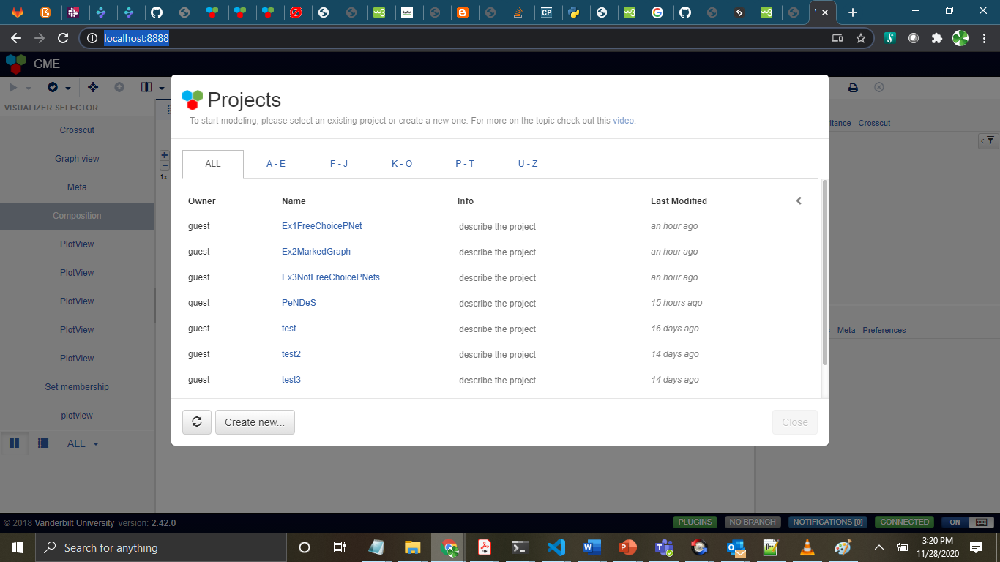 localhost:8888
GME
VISUALIZER SELECTOR
Crosscut
Graph view
Meta
Composition
PlotView
PlotView
PlotView
PlotView
PlotView
Set membership
plotview
ALL
1x
Projects
To start modeling, please select an existing project or create a new one. For more on the topic check out this video.
ALL A - E F - J K - O P - T U - Z
Owner Name Info Last Modified
guest Ex1FreeChoicePNet describe the project an hour ago
guest Ex2MarkedGraph describe the project an hour ago
guest Ex3NotFreeChoicePNets describe the project an hour ago
guest PeNDeS describe the project 15 hours ago
guest test describe the project 16 days ago
guest test2 describe the project 14 days ago
guest test3 describe the project 14 days ago
Create new... Close
ritance Crosscut
Meta Preferences
© 2018 Vanderbilt University version: 2.42.0 PLUGINS NO BRANCH NOTIFICATIONS [0] CONNECTED ON
Search for anything
3:20 PM
11/28/2020